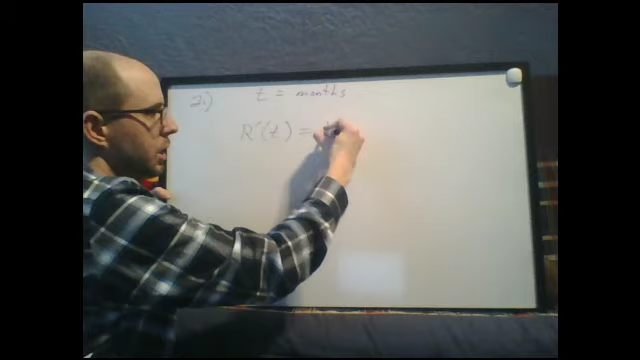 2.) t = months
R'(t) =